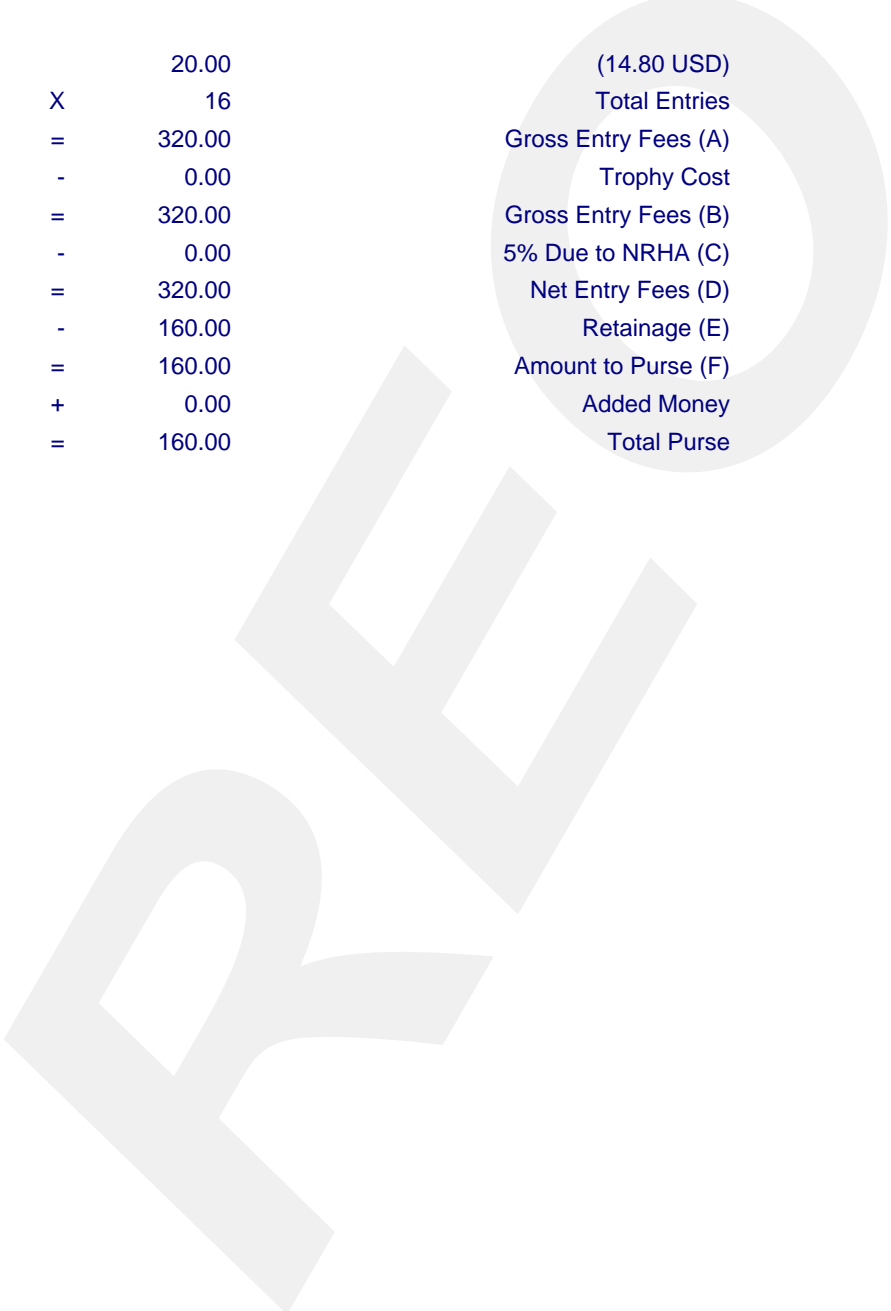 20.00 (14.80 USD)
X 16 Total Entries
= 320.00 Gross Entry Fees (A)
- 0.00 Trophy Cost
= 320.00 Gross Entry Fees (B)
- 0.00 5% Due to NRHA (C)
= 320.00 Net Entry Fees (D)
- 160.00 Retainage (E)
= 160.00 Amount to Purse (F)
+ 0.00 Added Money
= 160.00 Total Purse
REO